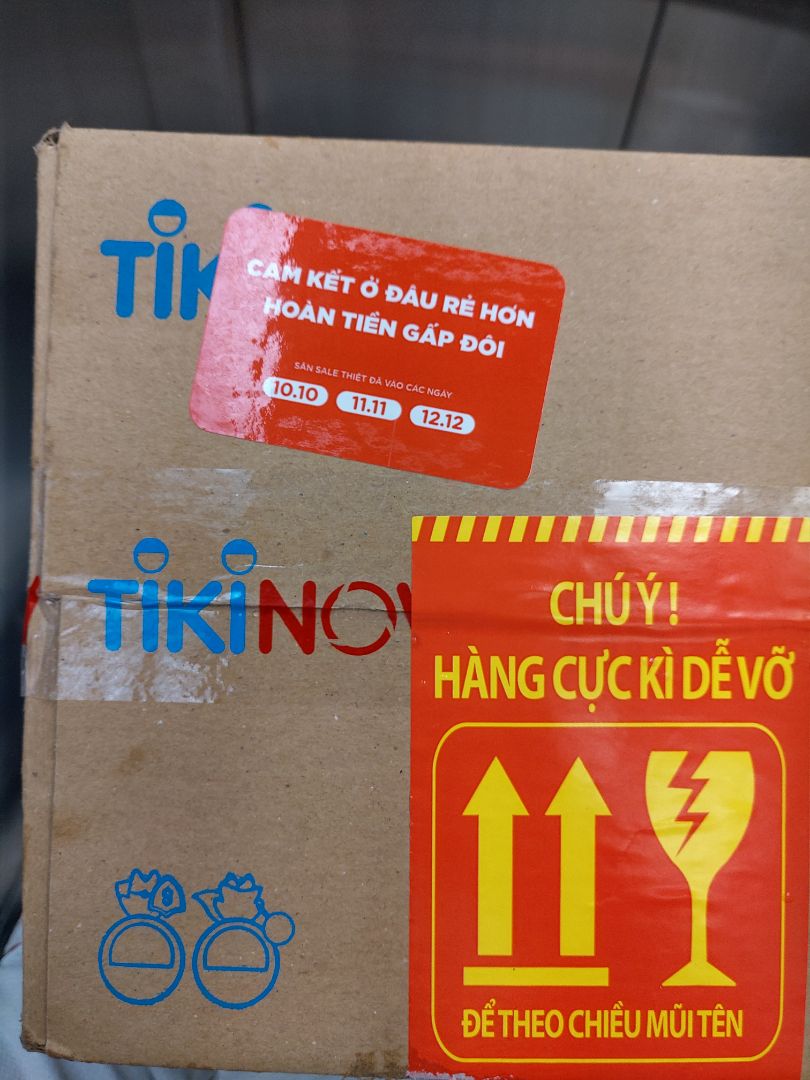 TIKI
CAM KẾT Ở ĐÂU RẺ HƠN
HOÀN TIỀN GẤP ĐÔI
SĂN SALE THIỆT ĐÃ VÀO CÁC NGÀY
10.10 11.11 12.12
TIKINOW
CHÚ Ý !
HÀNG CỰC KÌ DỄ VỠ
ĐỂ THEO CHIỀU MŨI TÊN